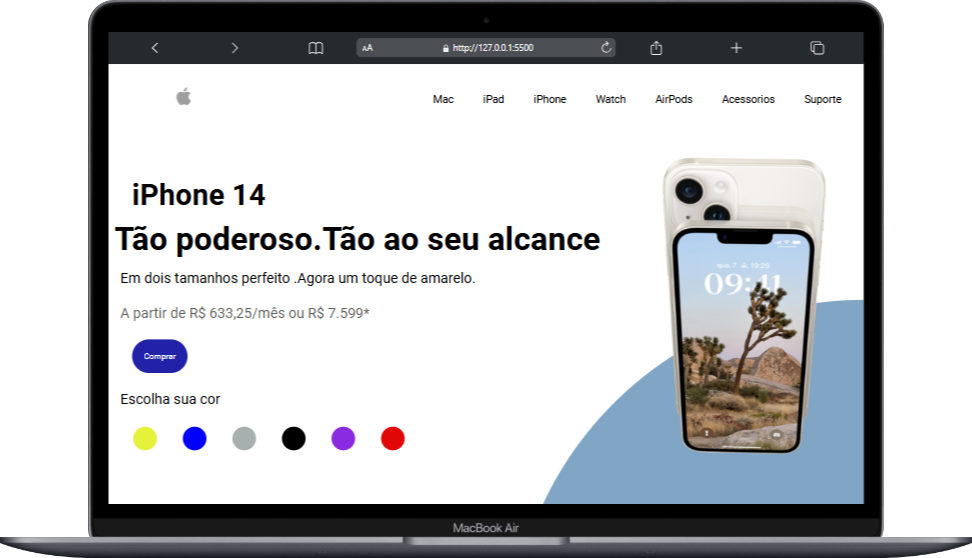 AA http://127.0.0.1:5500
Mac iPad iPhone Watch AirPods Acessorios Suporte
iPhone 14
Tão poderoso.Tão ao seu alcance
Em dois tamanhos perfeito .Agora um toque de amarelo.
A partir de R$ 633,25/mês ou R$ 7.599*
Comprar
Escolha sua cor
09:41
MacBook Air